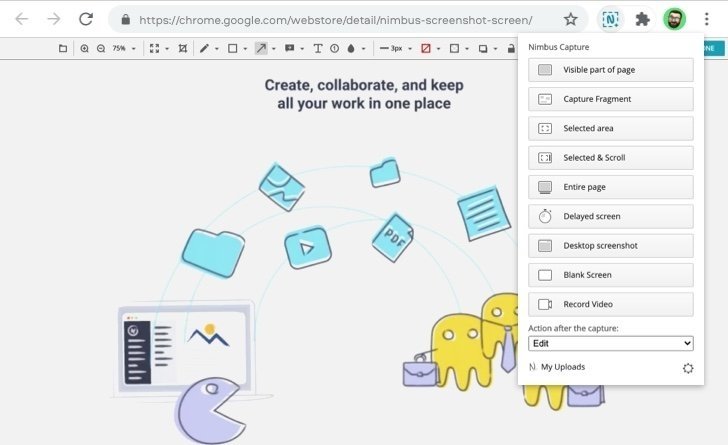 https://chrome.google.com/webstore/detail/nimbus-screenshot-screen/
75%
3px
ONE
Create, collaborate, and keep
all your work in one place
PDF
Nimbus Capture
Visible part of page
Capture Fragment
Selected area
Selected & Scroll
Entire page
Delayed screen
Desktop screenshot
Blank Screen
Record Video
Action after the capture:
Edit
My Uploads